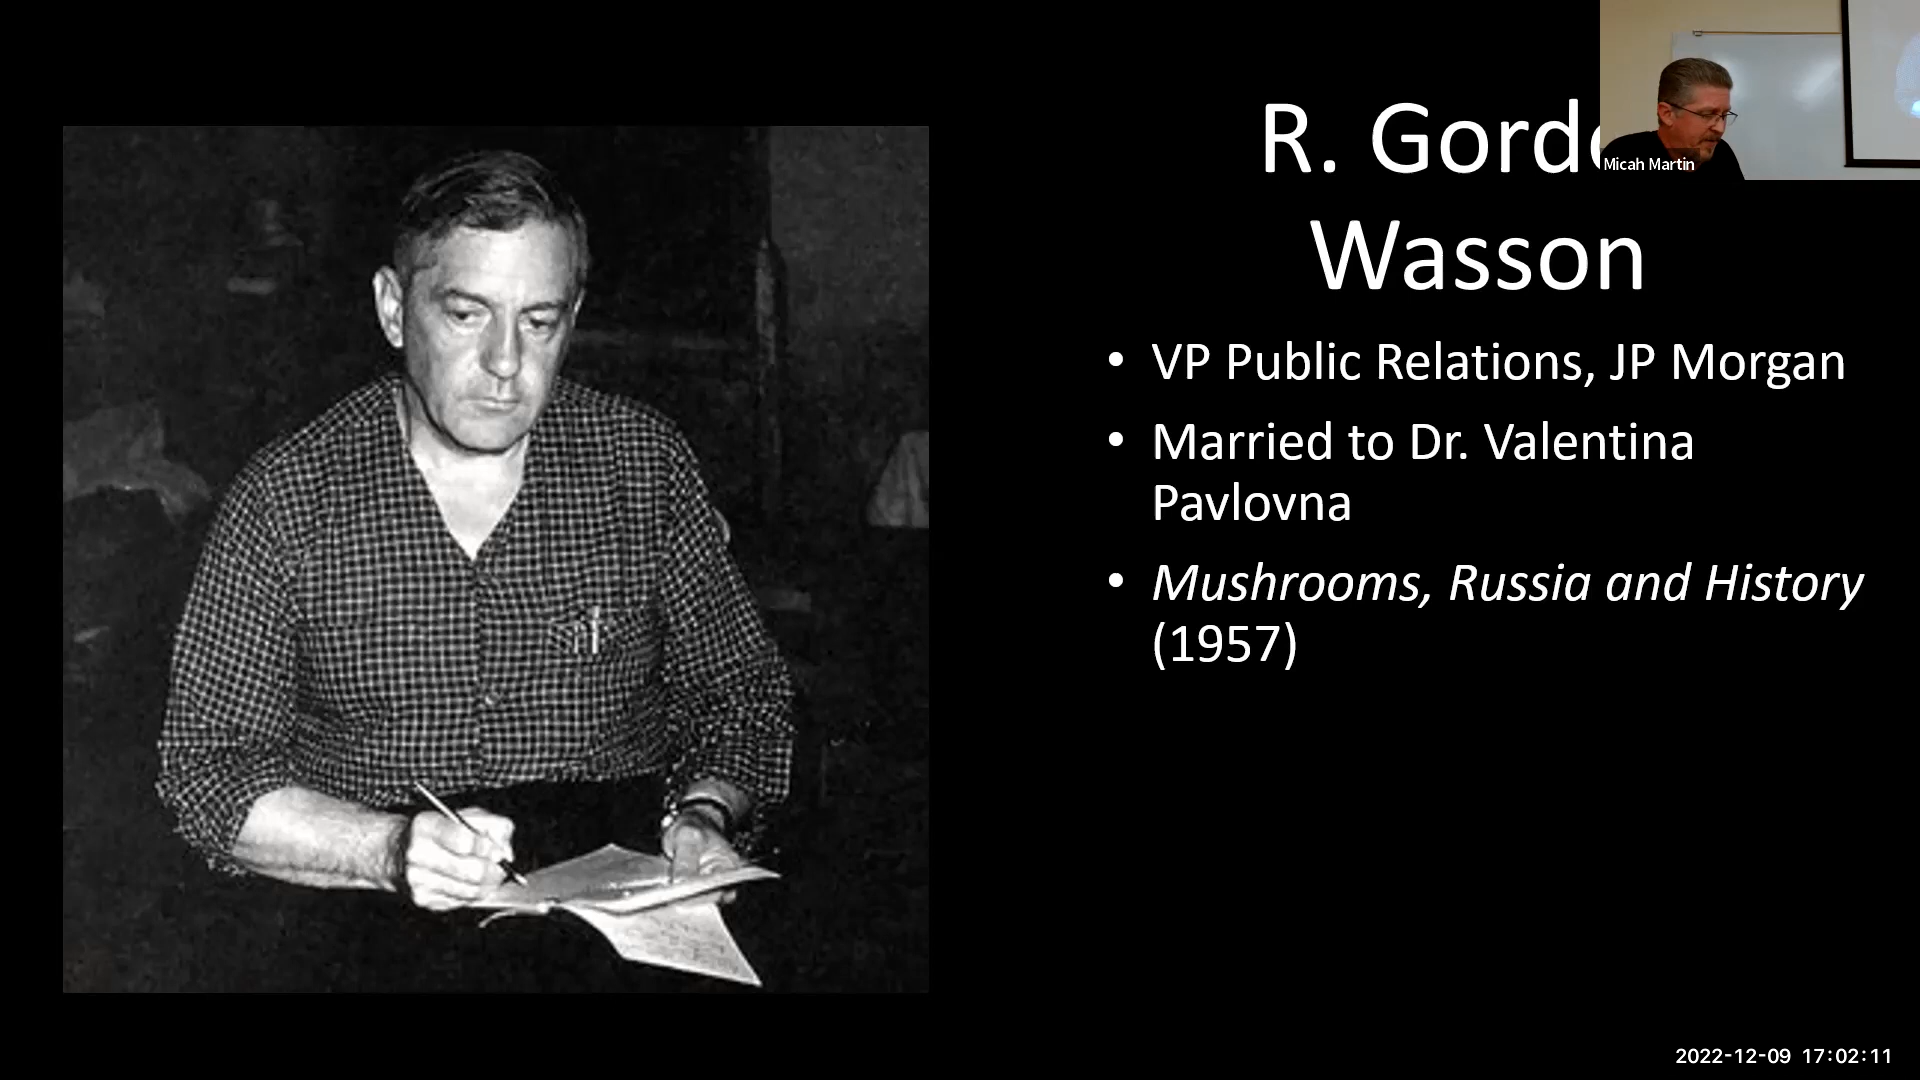 R. Gord
Wasson
Micah Martin
• VP Public Relations, JP Morgan
• Married to Dr. Valentina
Pavlovna
• Mushrooms, Russia and History
(1957)
2022-12-09 17:02:11